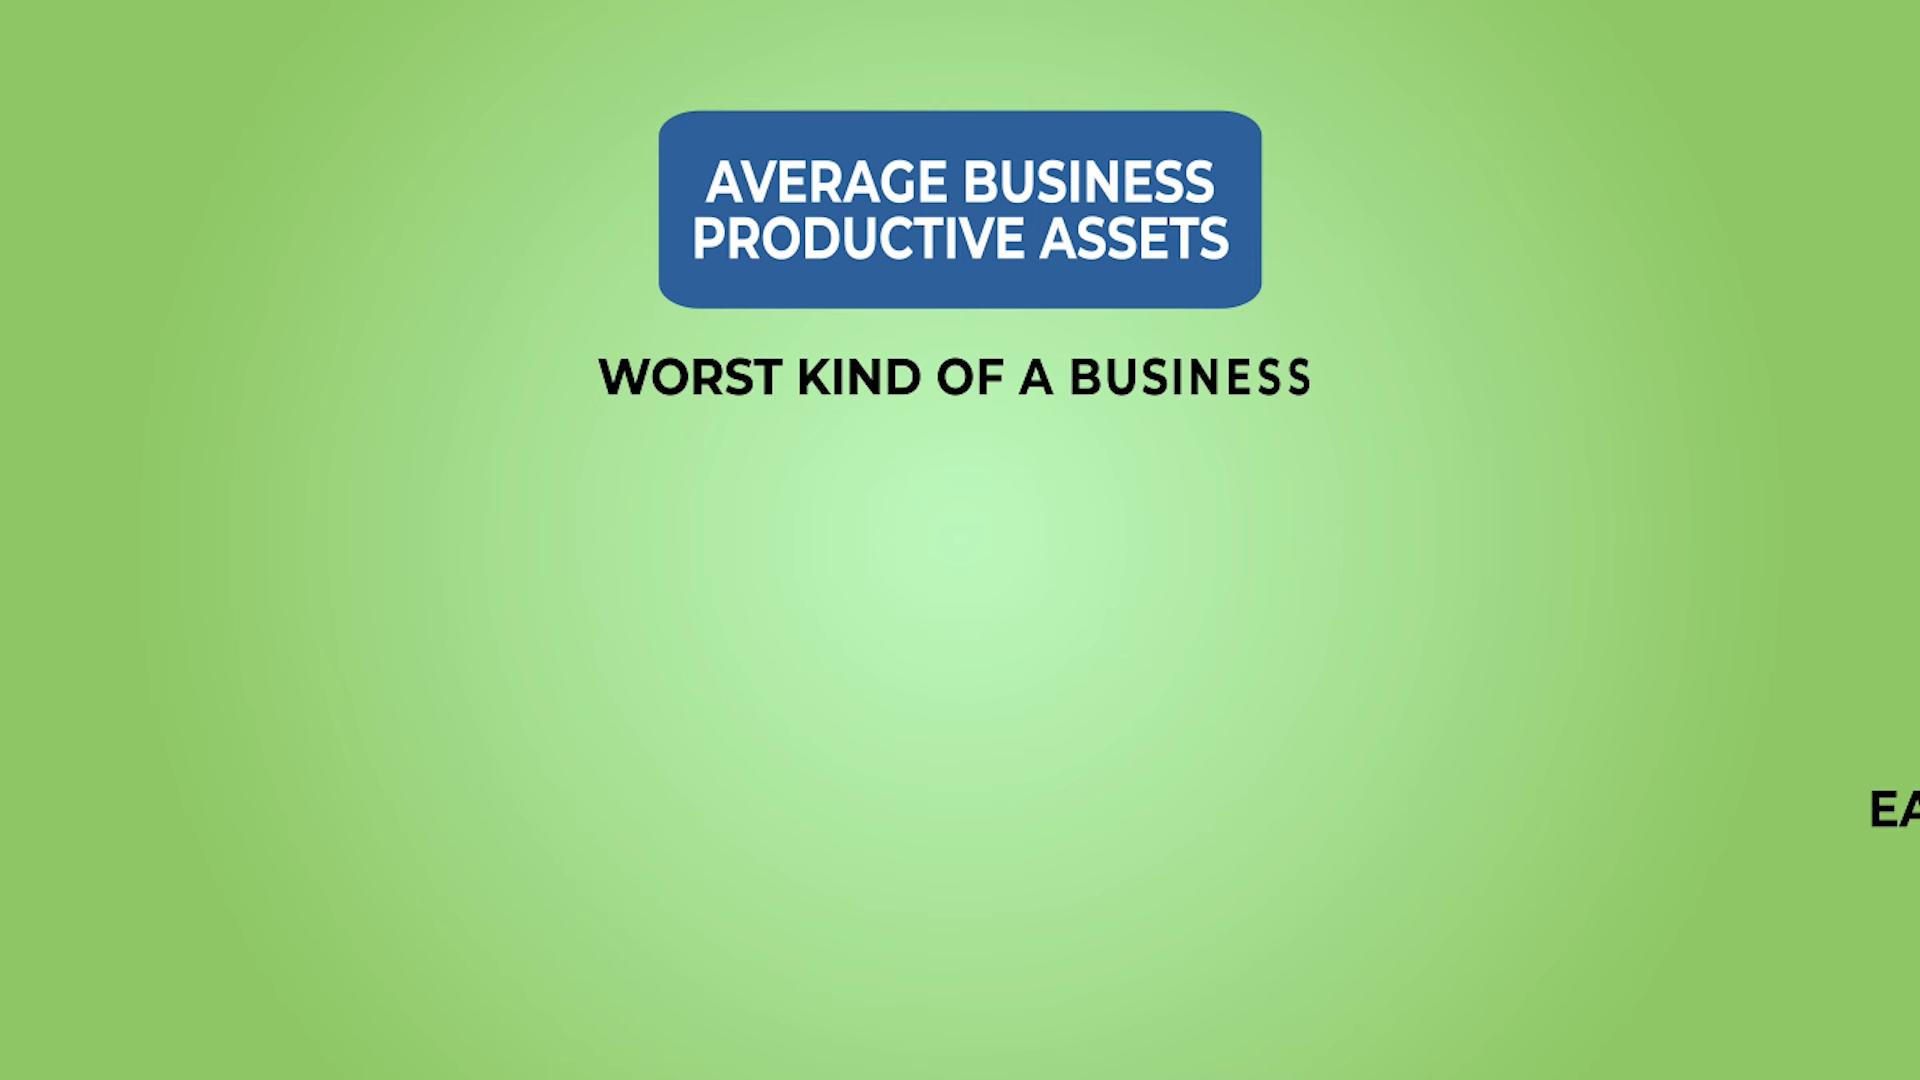 AVERAGE BUSINESS
PRODUCTIVE ASSETS
WORST KIND OF A BUSINESS